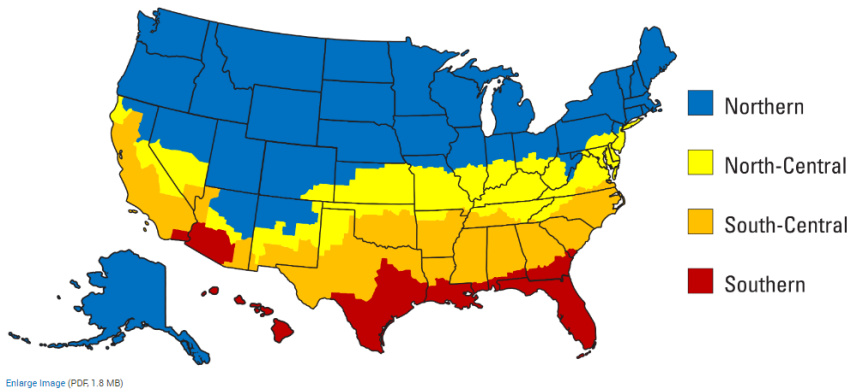 Northern
North-Central
South-Central
Southern
Enlarge Image (PDF, 1.8 MB)